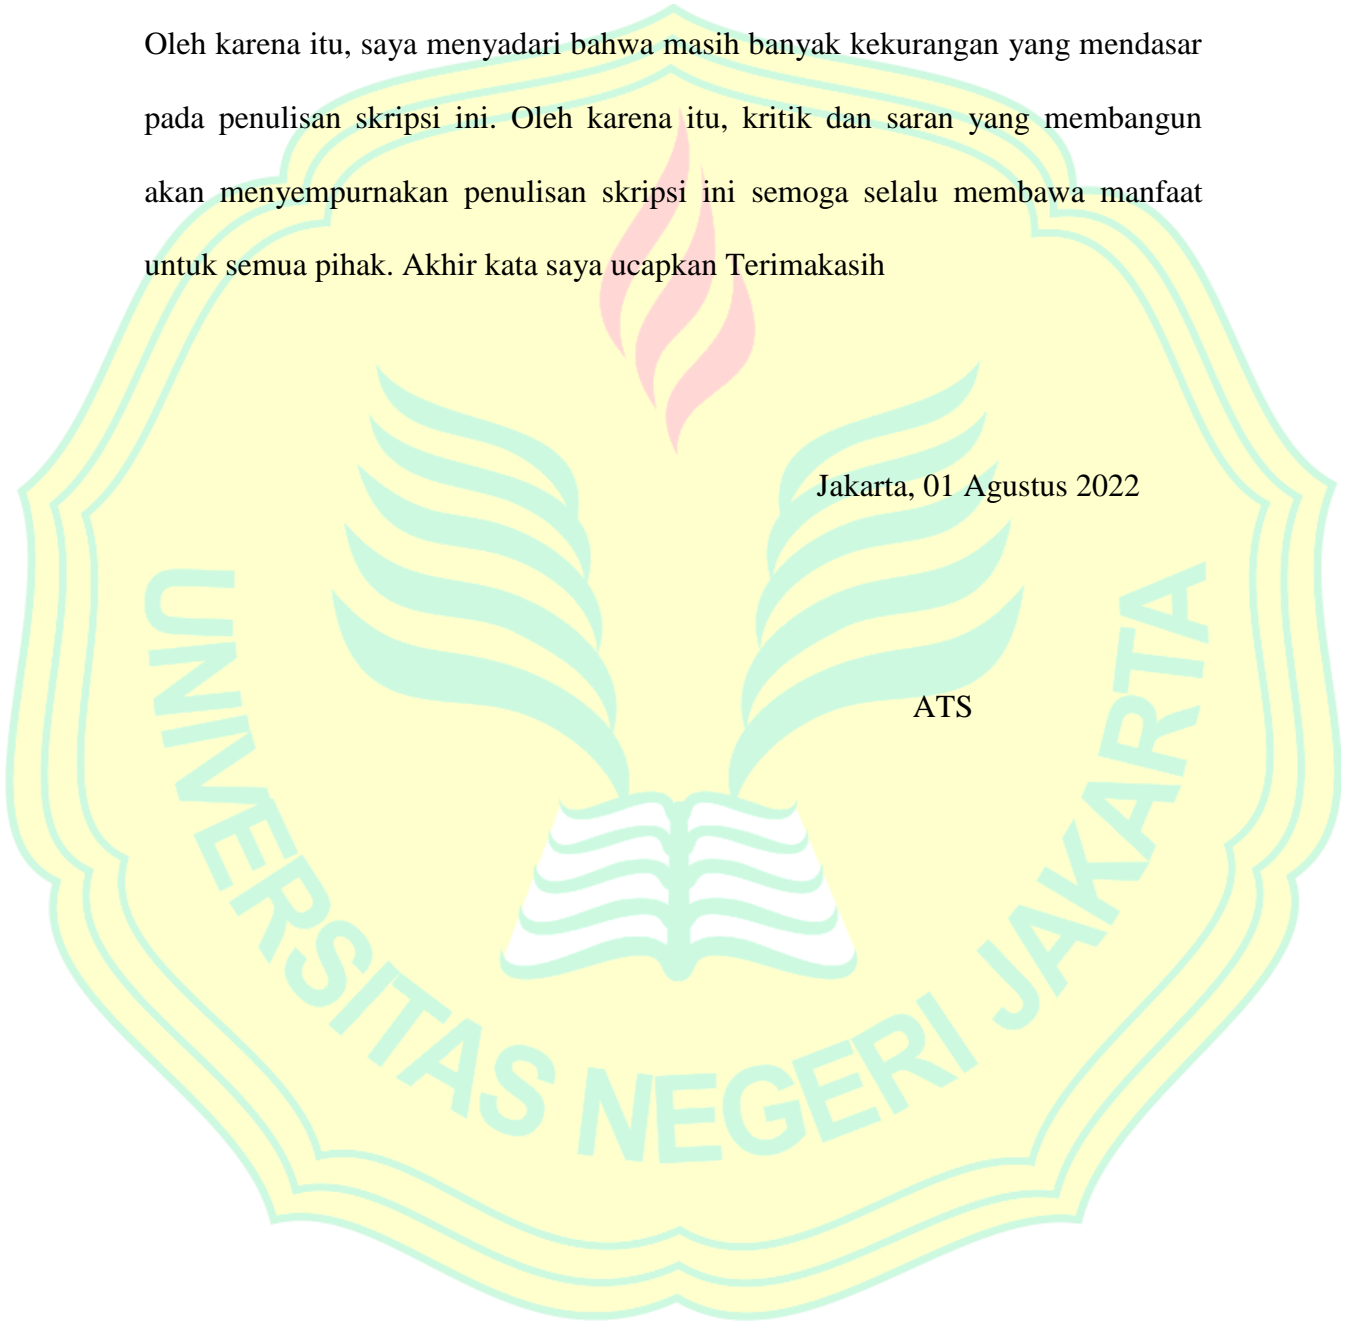 Oleh karena itu, saya menyadari bahwa masih banyak kekurangan yang mendasar
pada penulisan skripsi ini. Oleh karena itu, kritik dan saran yang membangun
akan menyempurnakan penulisan skripsi ini semoga selalu membawa manfaat
untuk semua pihak. Akhir kata saya ucapkan Terimakasih
Jakarta, 01 Agustus 2022
ATS
UNIVERSITAS NEGERI JAKARTA